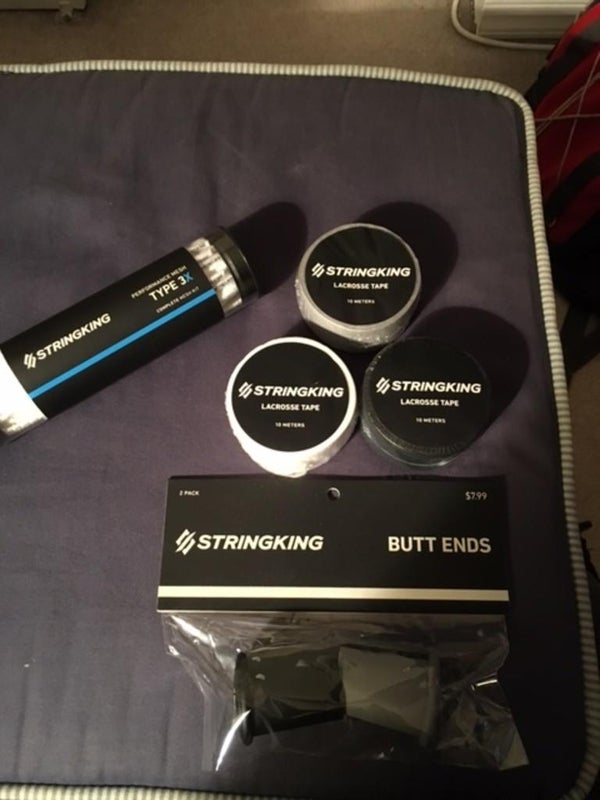 PERFORMANCE MESH
TYPE 3X
COMPLETE MESH KIT
STRINGKING
STRINGKING
LACROSSE TAPE
10 METERS
STRINGKING
LACROSSE TAPE
10 METERS
STRINGKING
LACROSSE TAPE
10 METERS
2 PACK
$7.99
STRINGKING
BUTT ENDS